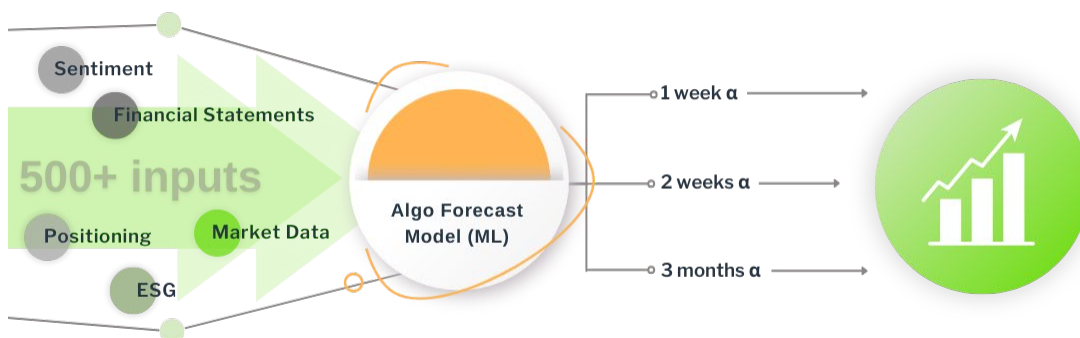 Sentiment
Financial Statements
500+ inputs
Positioning
Market Data
ESG
Algo Forecast
Model (ML)
1 week α
2 weeks α
3 months α